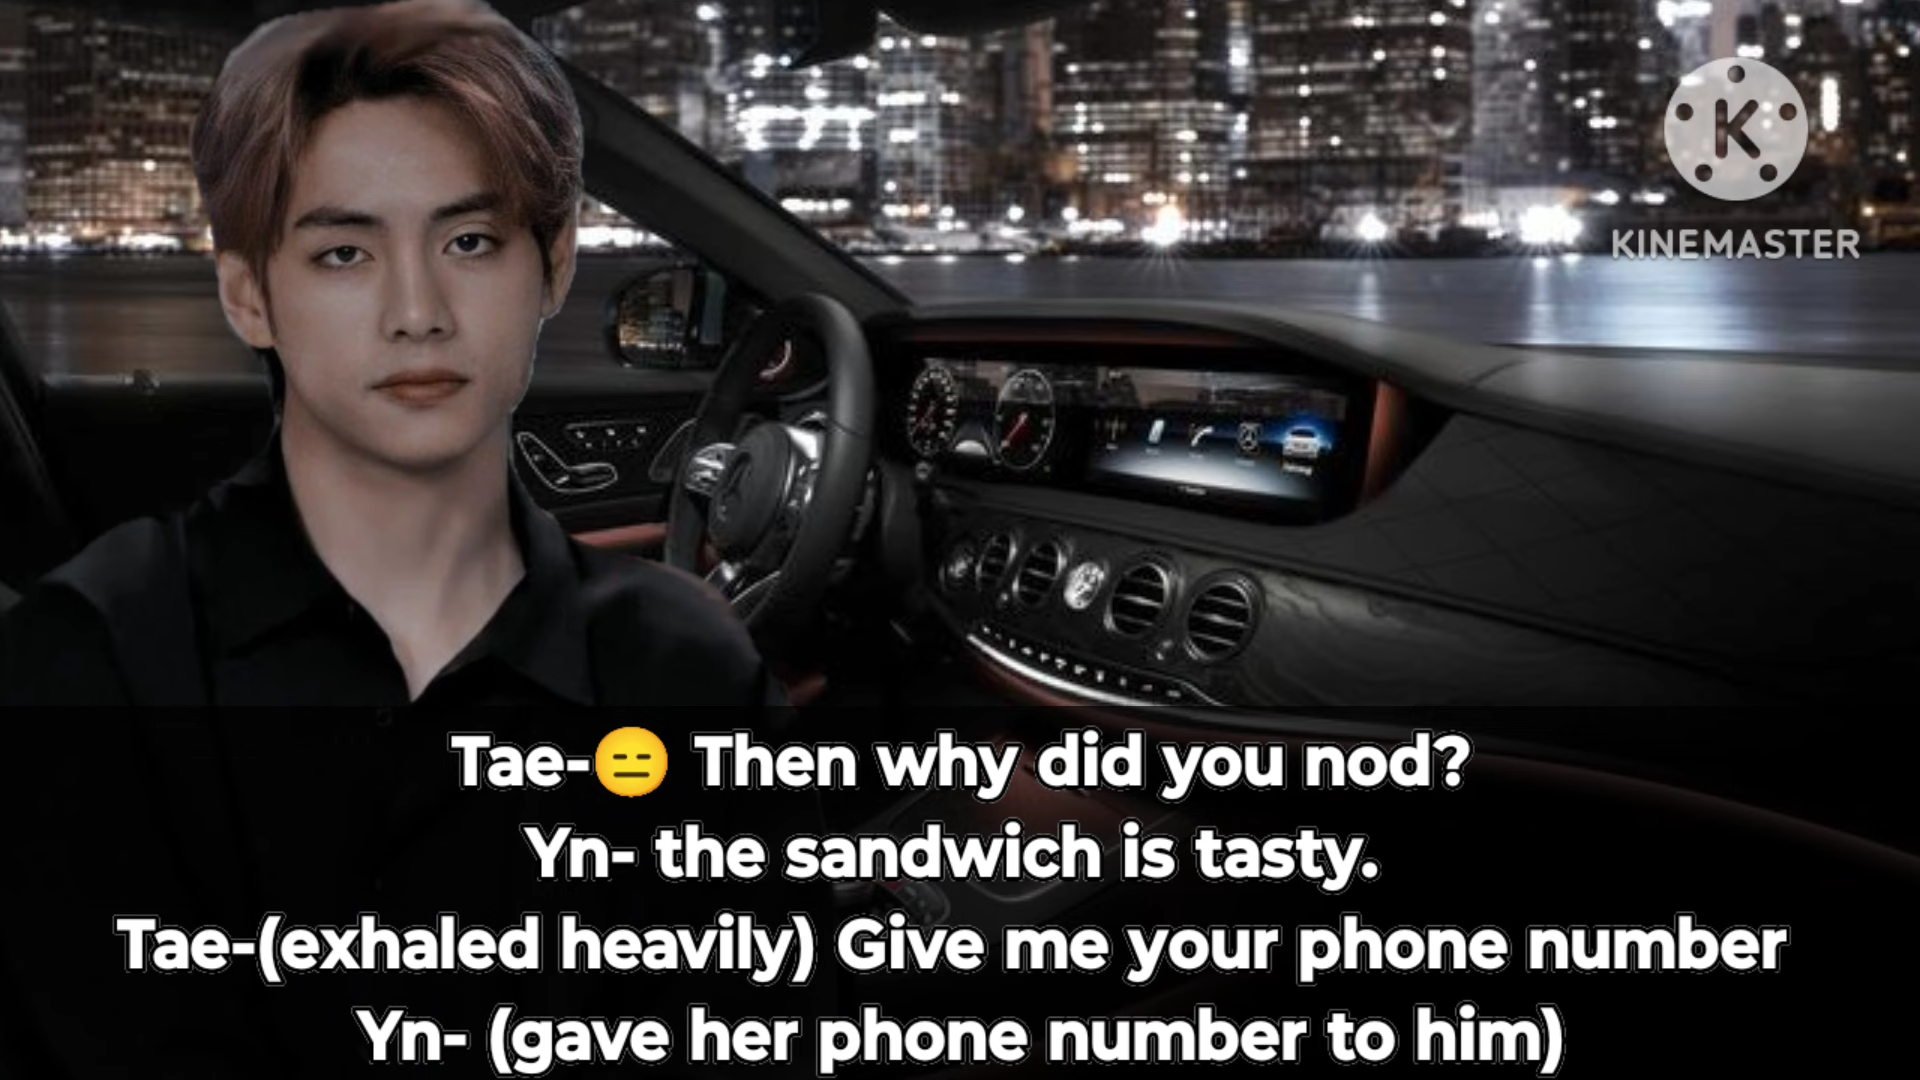 K
KINEMASTER
Tae-😑 Then why did you nod?
Yn- the sandwich is tasty.
Tae-(exhaled heavily) Give me your phone number
Yn- (gave her phone number to him)